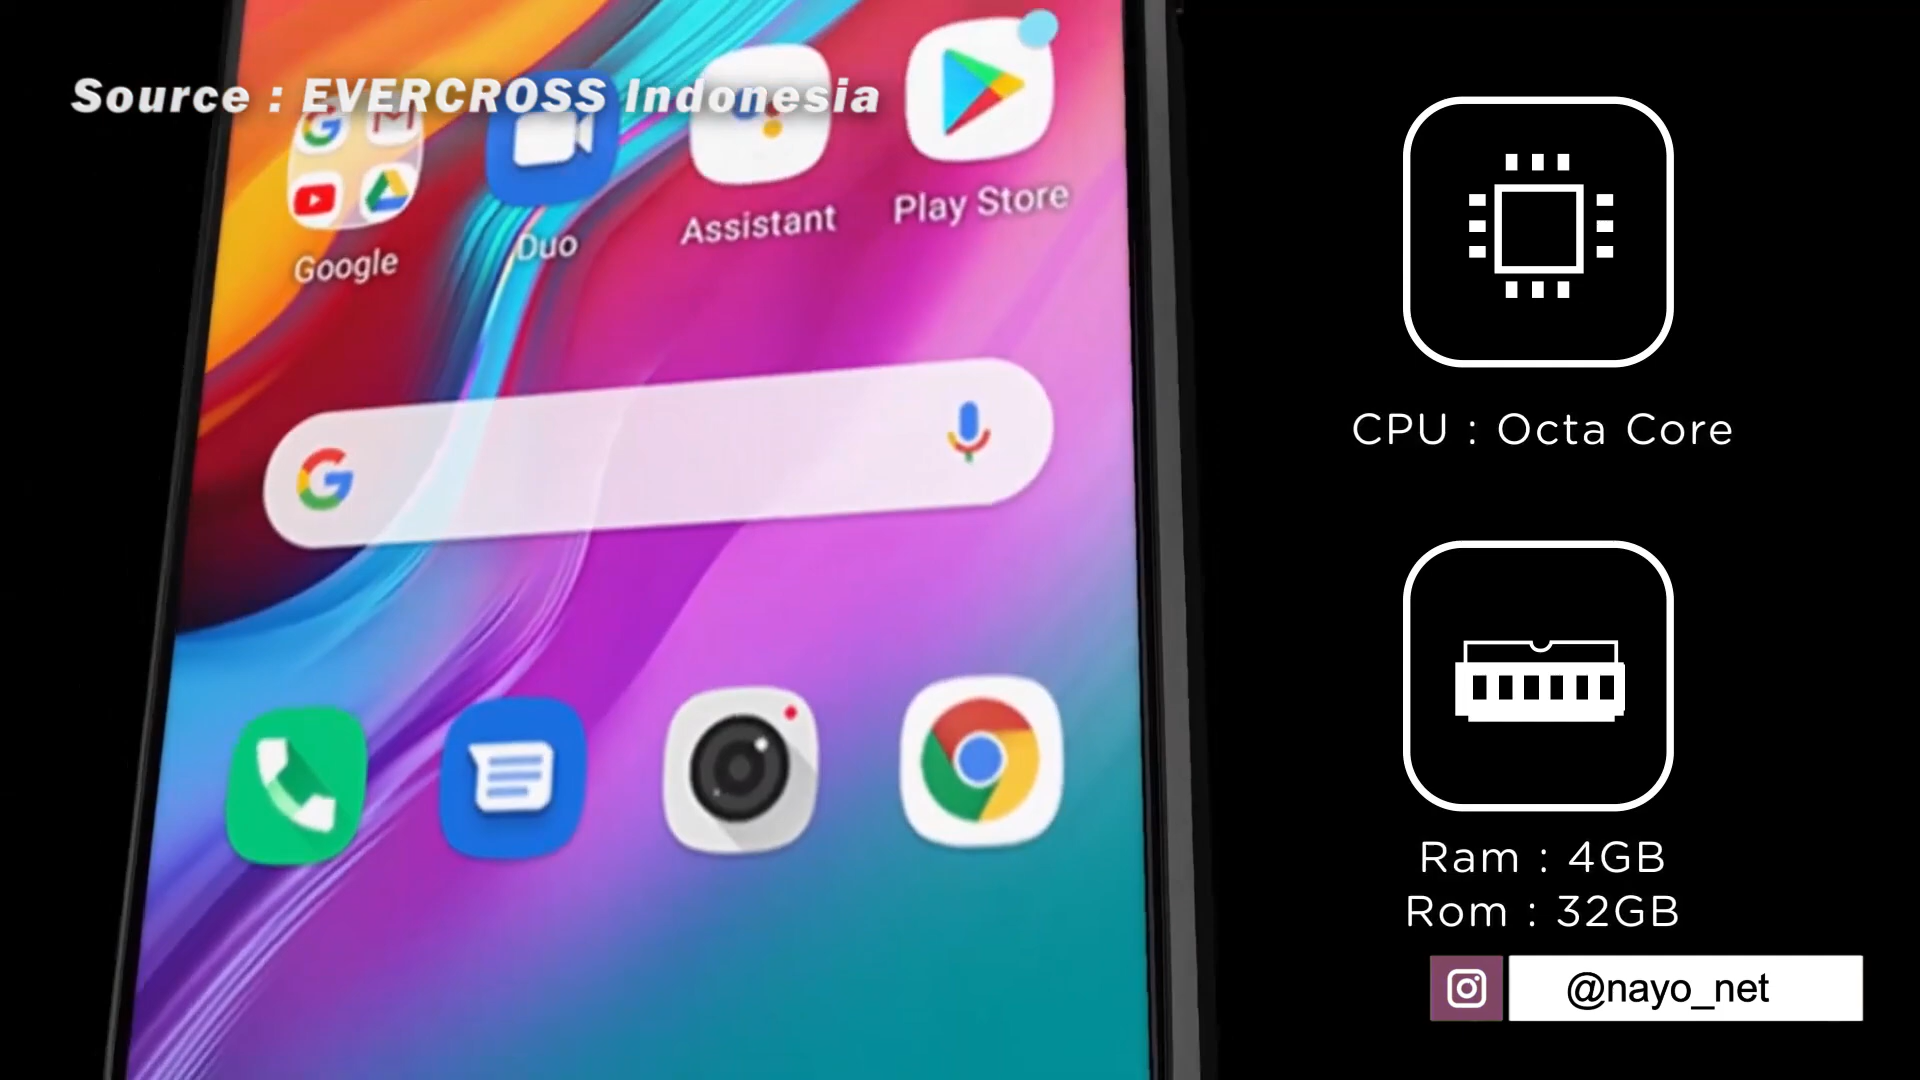 Source : EVERCROSS Indonesia
Google
Duo
Assistant
Play Store
CPU : Octa Core
Ram : 4GB
Rom : 32GB
@nayo_net